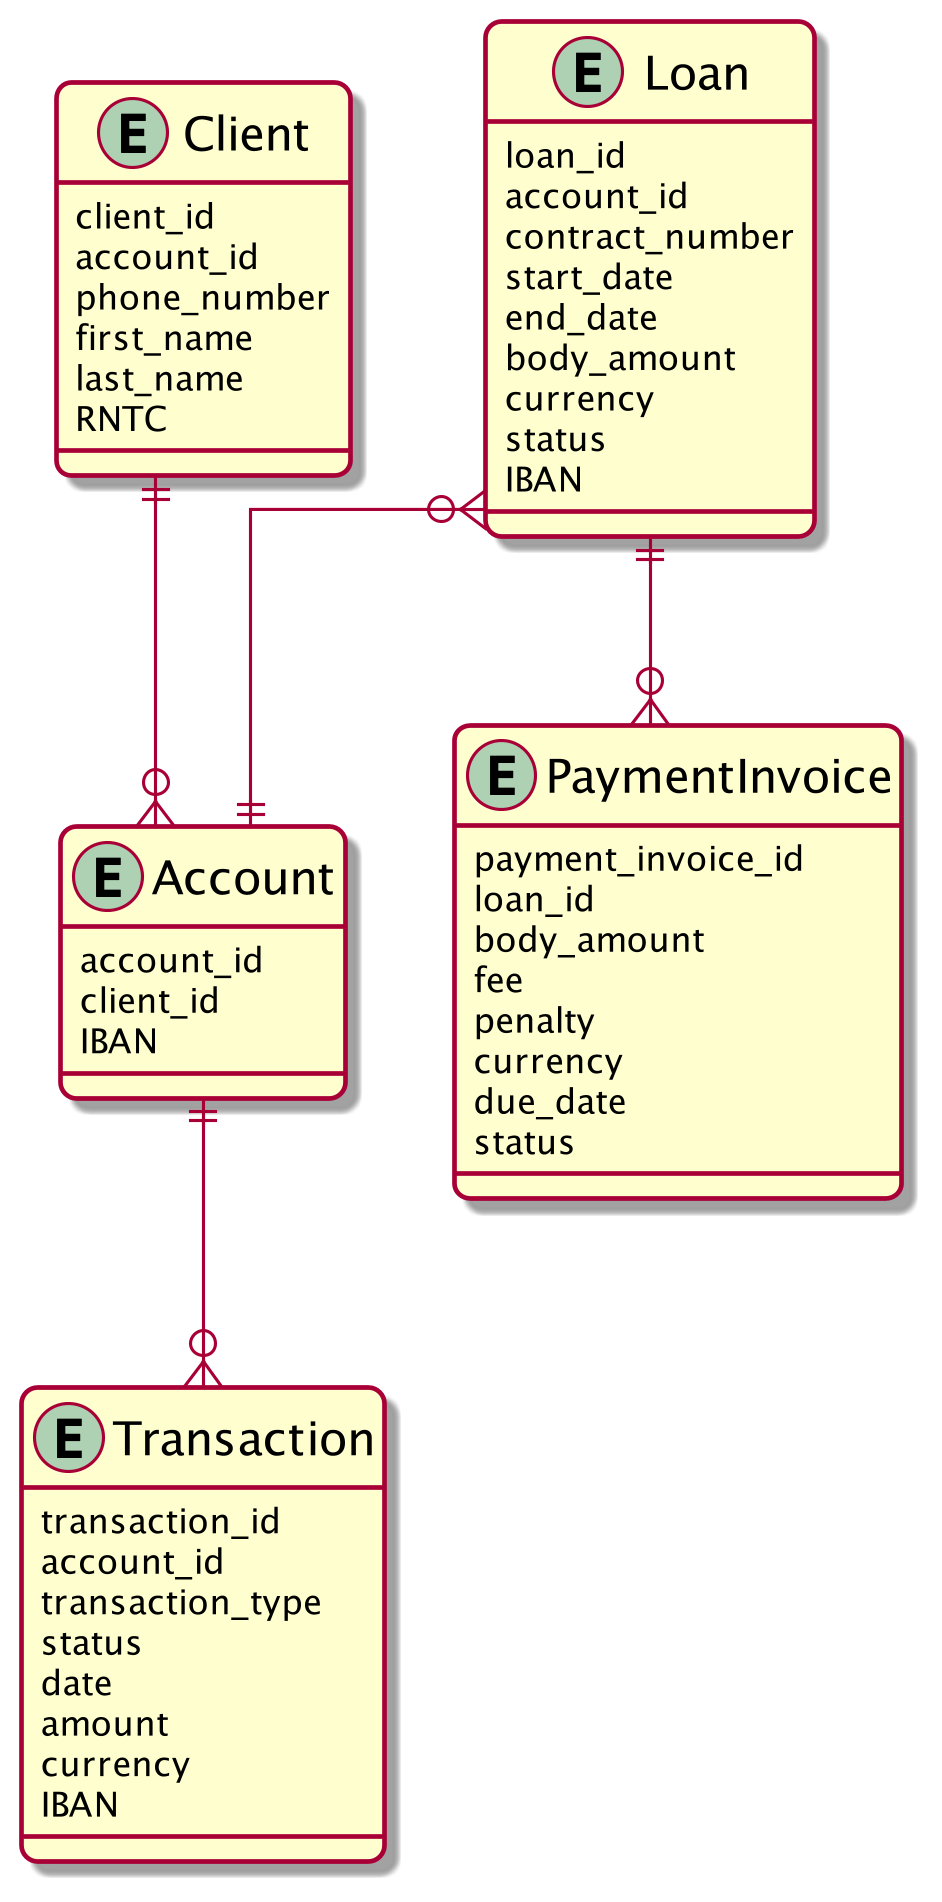 E Client
client_id
account_id
phone_number
first_name
last_name
RNTC
E Loan
loan_id
account_id
contract_number
start_date
end_date
body_amount
currency
status
IBAN
E Account
account_id
client_id
IBAN
E PaymentInvoice
payment_invoice_id
loan_id
body_amount
fee
penalty
currency
due_date
status
E Transaction
transaction_id
account_id
transaction_type
status
date
amount
currency
IBAN